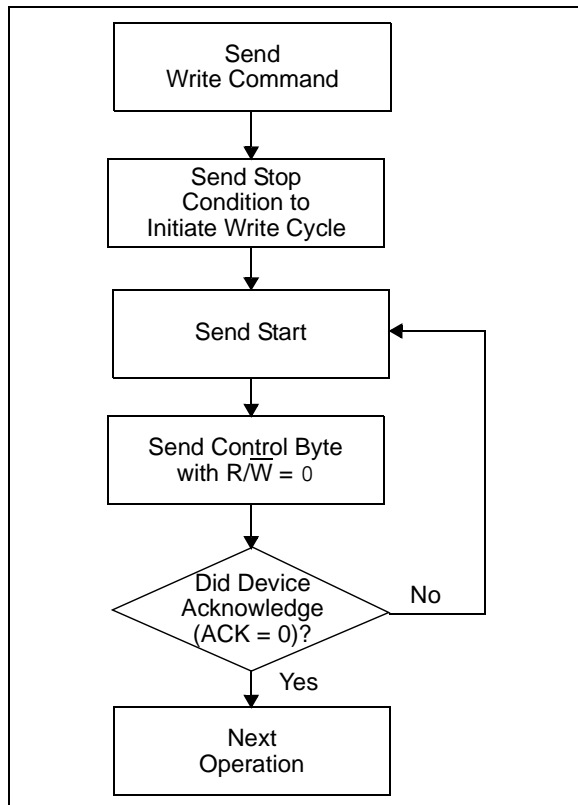 Send
Write Command
Send Stop
Condition to
Initiate Write Cycle
Send Start
Send Control Byte
with R/W̅ = 0
Did Device
Acknowledge
(ACK = 0)?
No
Yes
Next
Operation